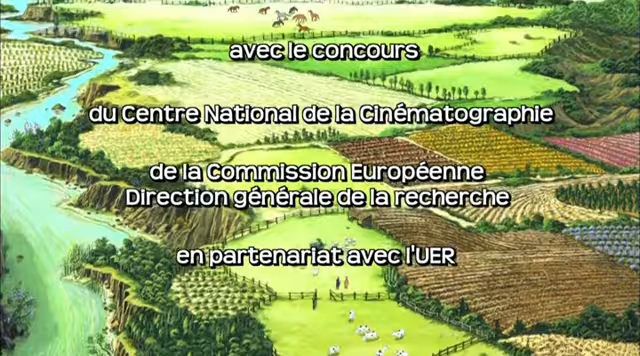 avec le concours
du Centre National de la Cinématographie
de la Commission Européenne
Direction générale de la recherche
en partenariat avec l'UER